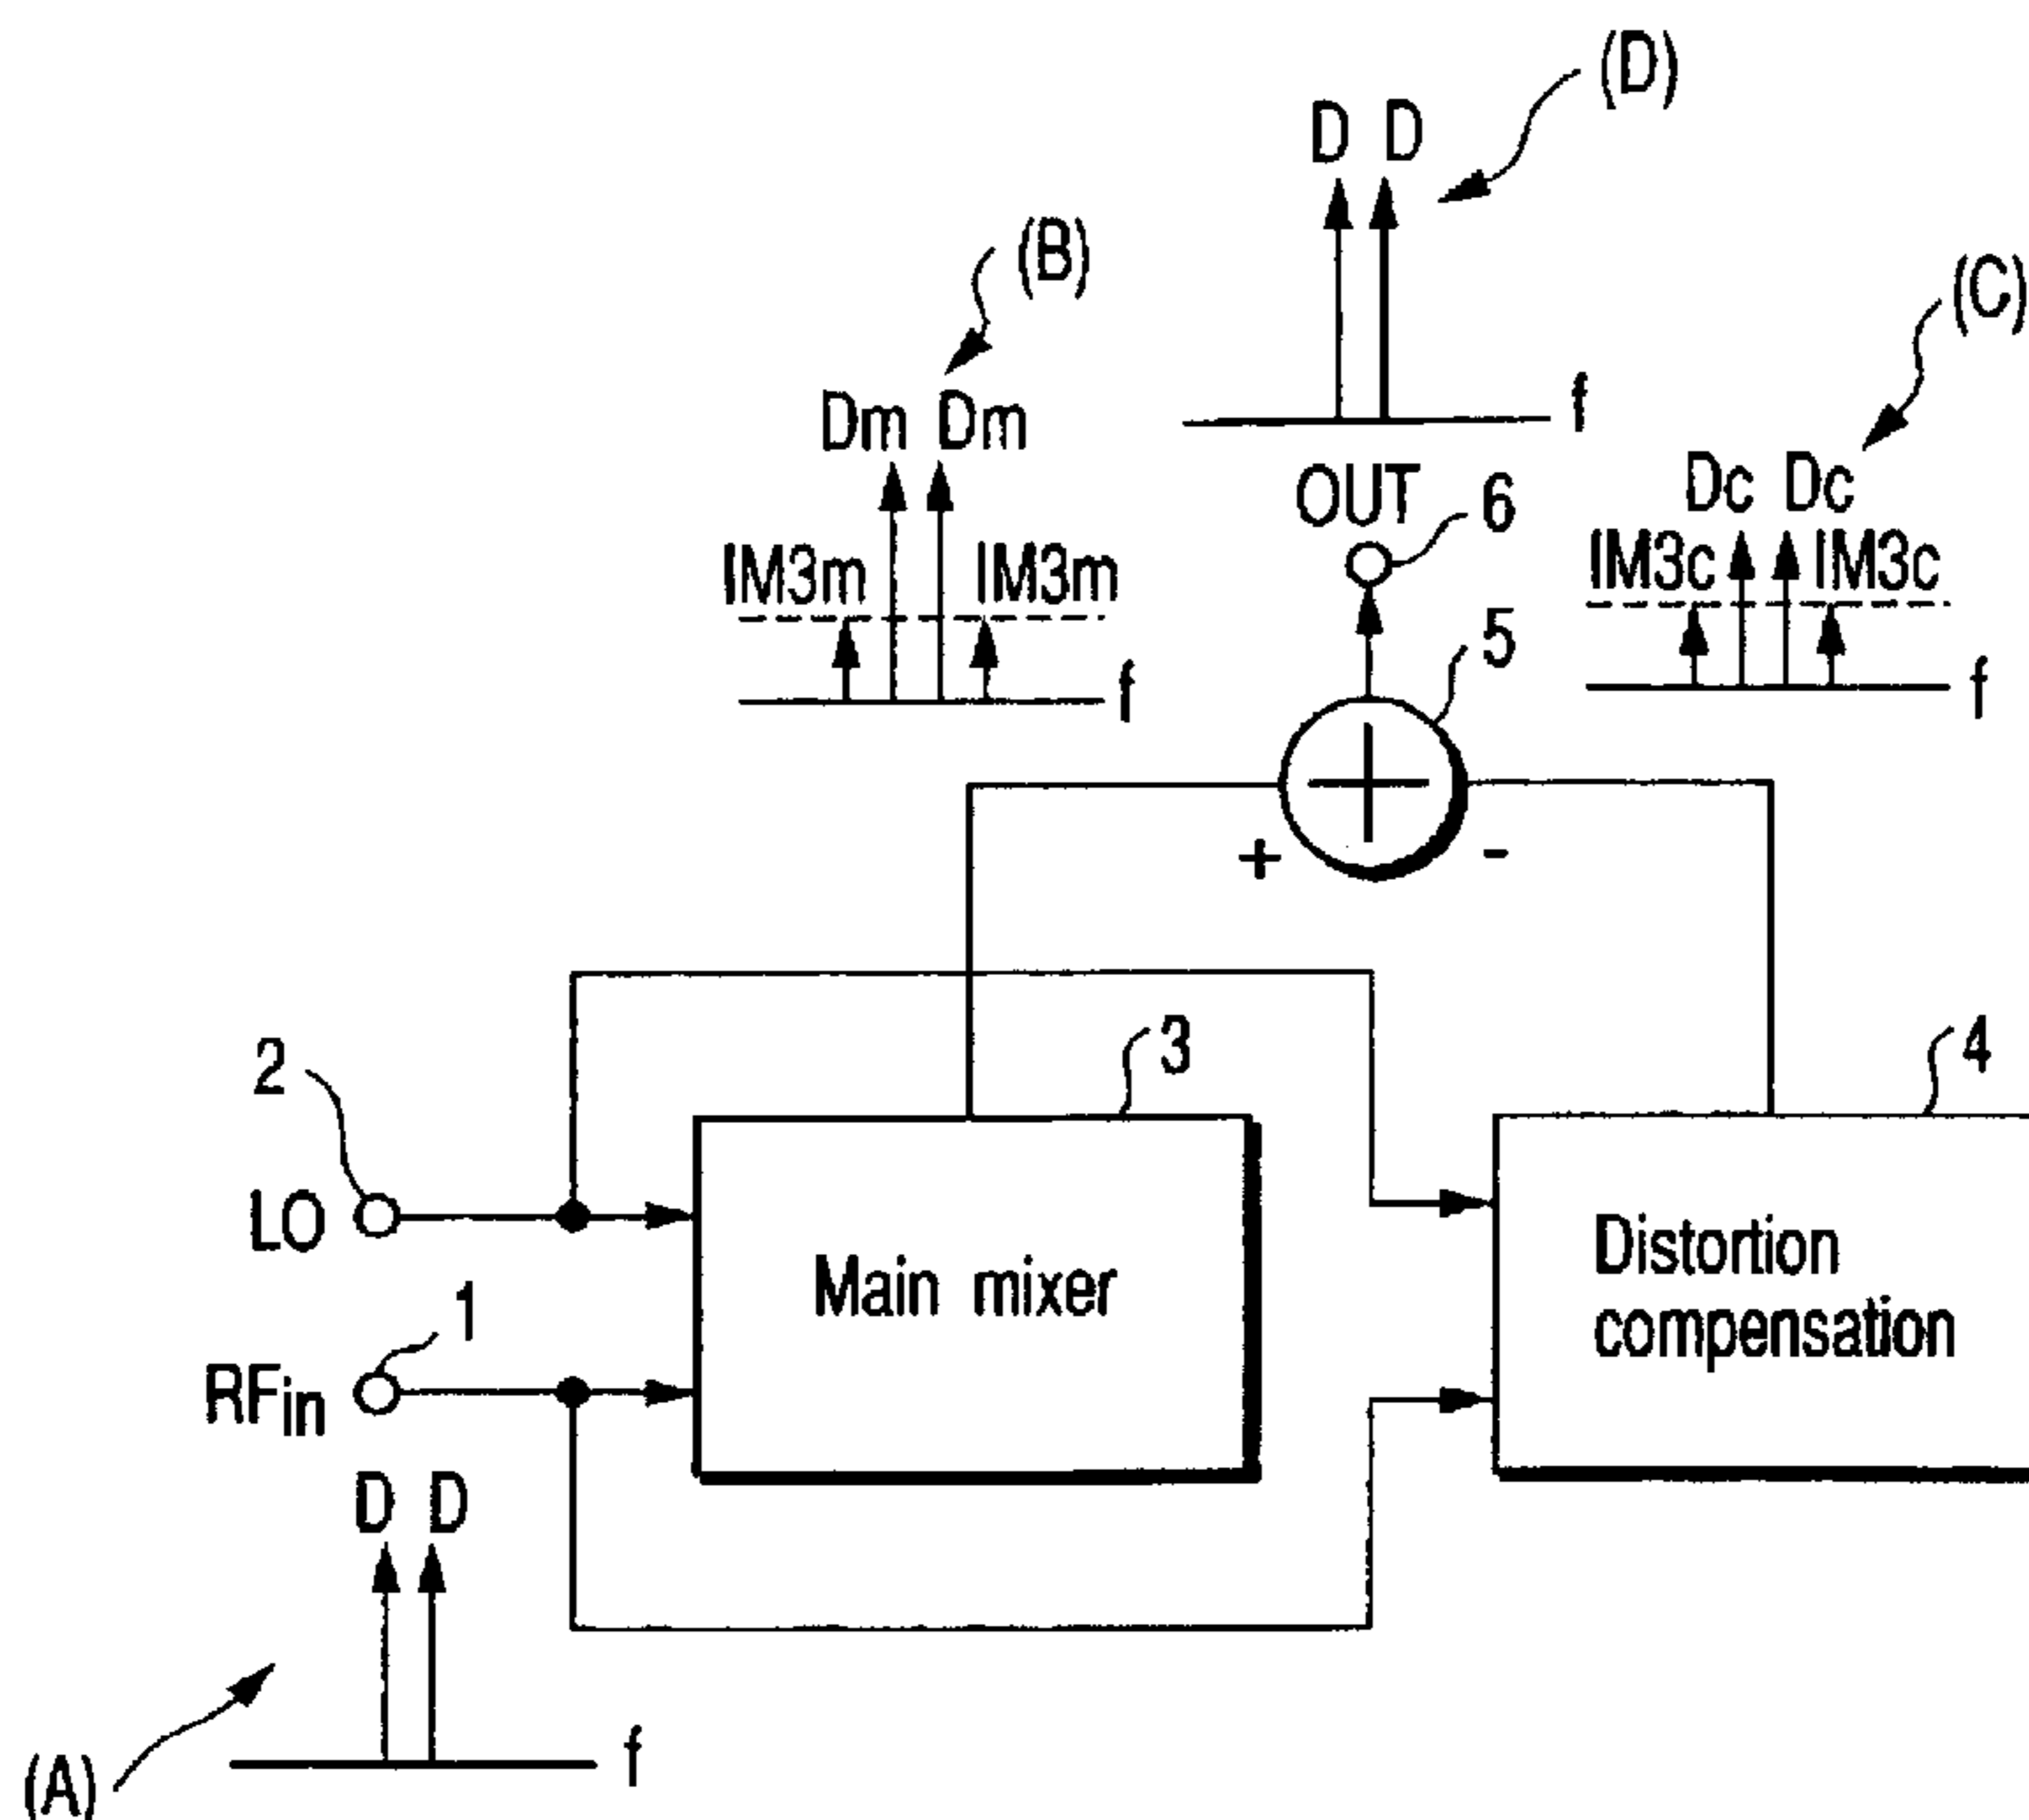 (D)
D D
(B)
(C)
f
Dm Dm
Dc Dc
OUT 6
IM3m IM3m
IM3c IM3c
5
f
f
+ -
2
3
4
LO
Main mixer
Distortion
compensation
1
RFin
D D
f
(A)